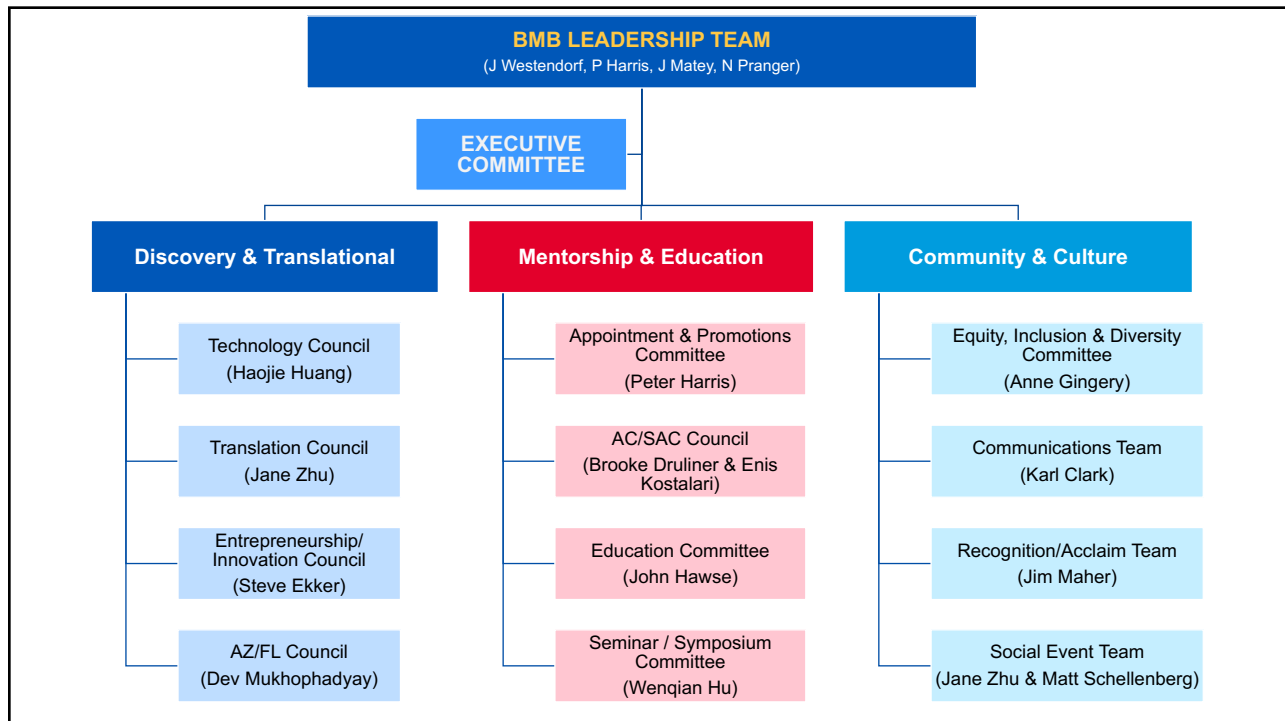 BMB LEADERSHIP TEAM
(J Westendorf, P Harris, J Matey, N Pranger)
EXECUTIVE
COMMITTEE
Discovery & Translational
Technology Council
(Haojie Huang)
Translation Council
(Jane Zhu)
Entrepreneurship/
Innovation Council
(Steve Ekker)
AZ/FL Council
(Dev Mukhophadyay)
Mentorship & Education
Appointment & Promotions
Committee
(Peter Harris)
AC/SAC Council
(Brooke Druliner & Enis
Kostalari)
Education Committee
(John Hawse)
Seminar / Symposium
Committee
(Wenqian Hu)
Community & Culture
Equity, Inclusion & Diversity
Committee
(Anne Gingery)
Communications Team
(Karl Clark)
Recognition/Acclaim Team
(Jim Maher)
Social Event Team
(Jane Zhu & Matt Schellenberg)